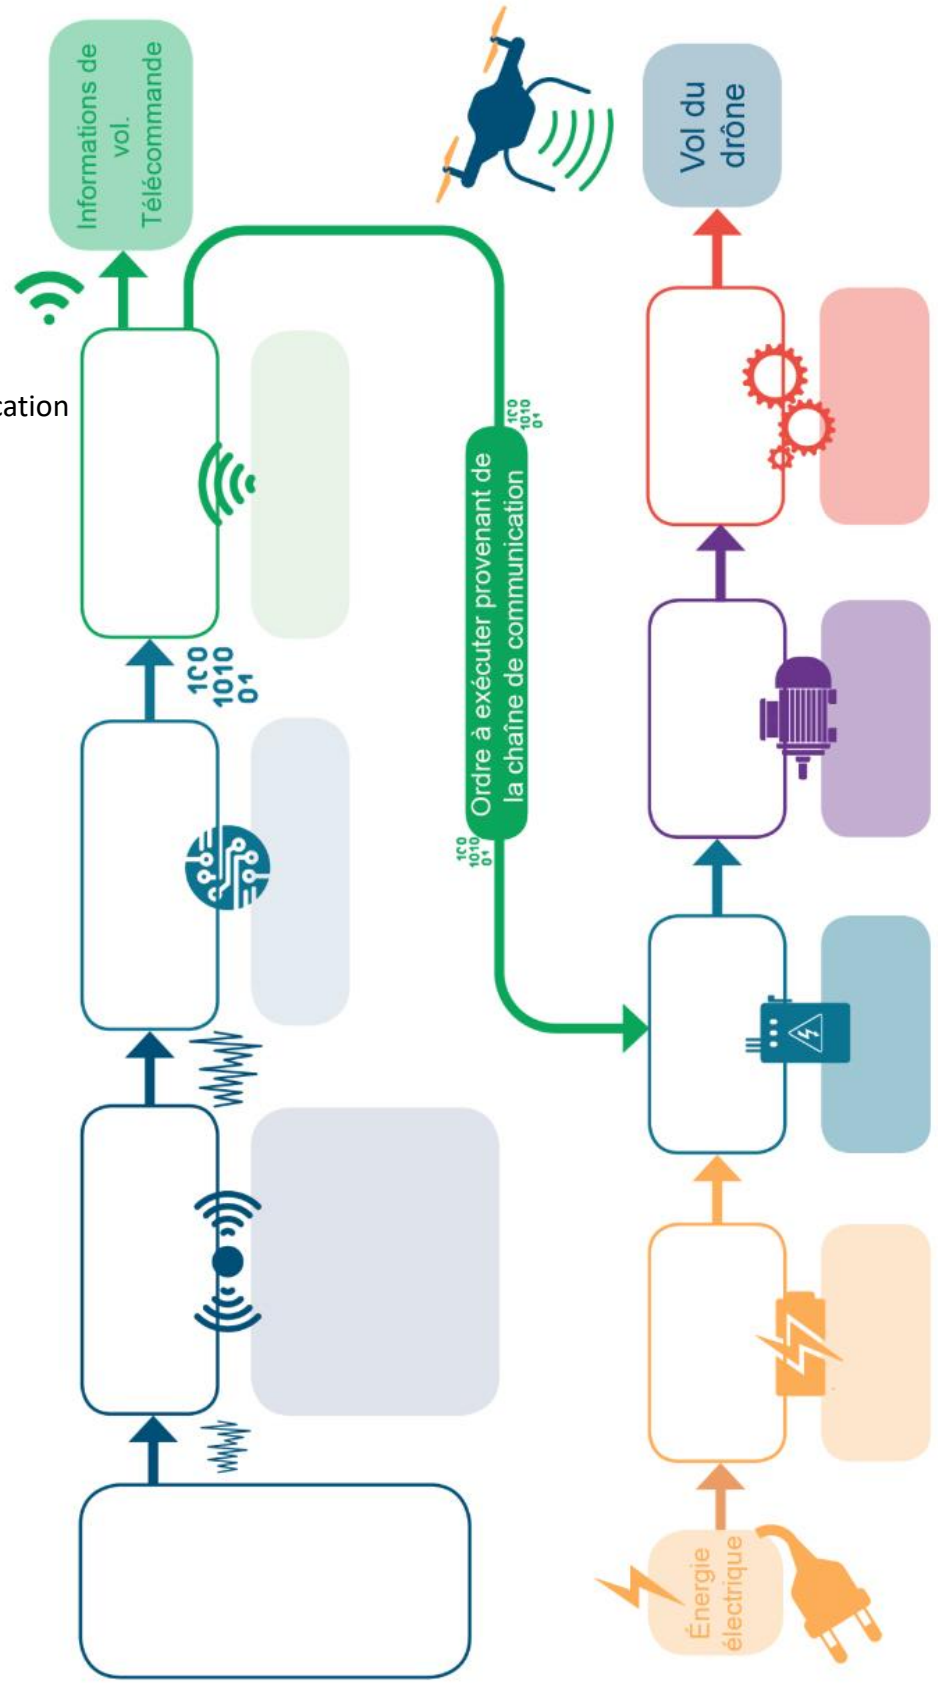 Informations de
vol.
Télécommande
cation
100
1010
01
100
1010
01
Ordre à exécuter provenant de
la chaîne de communication
100
1010
01
Vol du
drône
Énergie
électrique